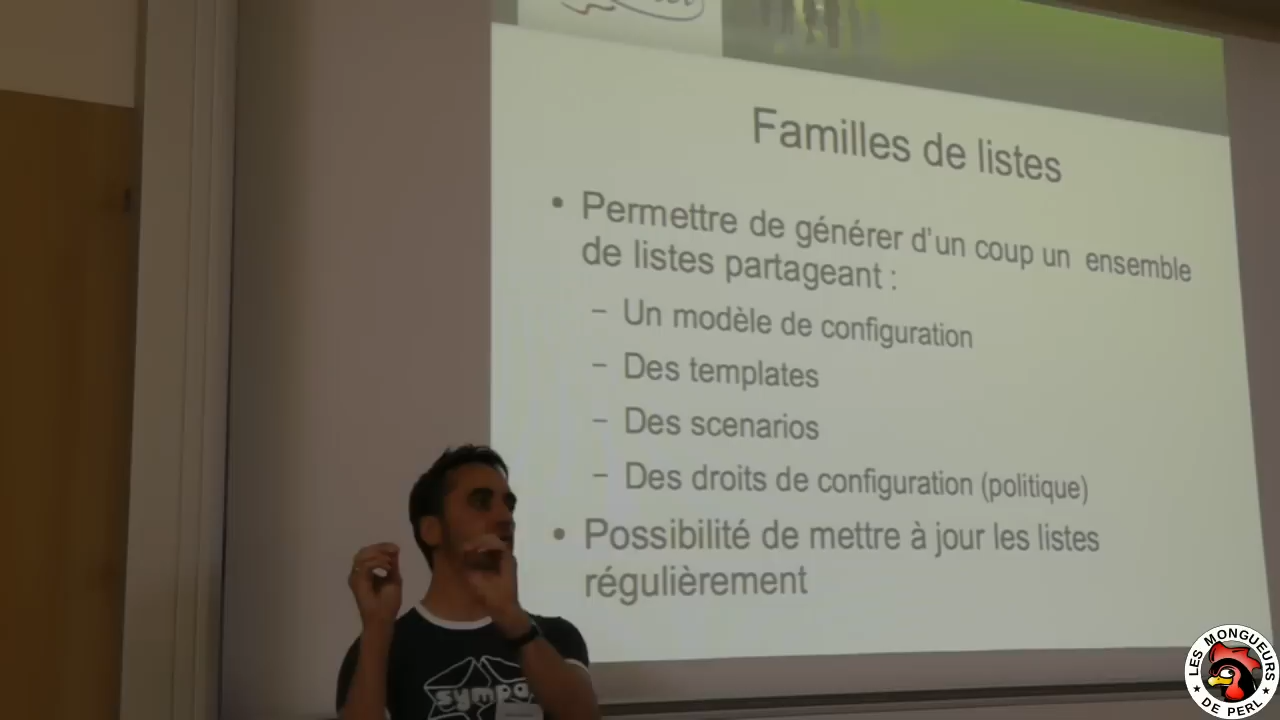 Familles de listes
• Permettre de générer d'un coup un ensemble
de listes partageant :
– Un modèle de configuration
– Des templates
– Des scenarios
– Des droits de configuration (politique)
• Possibilité de mettre à jour les listes
régulièrement
sympa
LES MONGUEURS
★ DE PERL ★